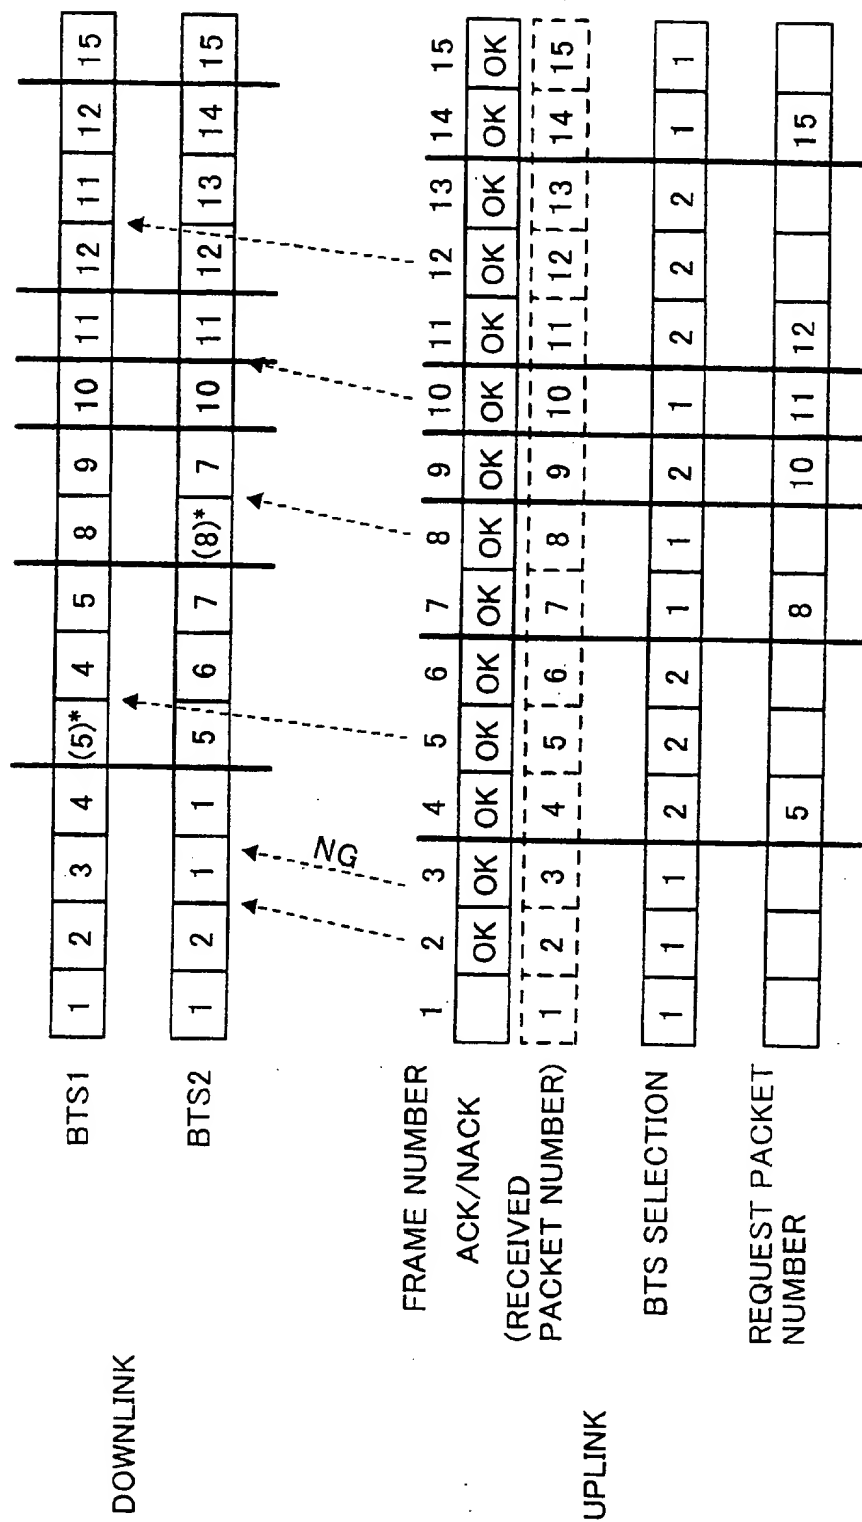 DOWNLINK
BTS1 1 2 3 4 (5)* 4 5 8 9 10 11 12 11 12 15
BTS2 1 2 1 1 5 6 7 (8)* 7 10 11 12 13 14 15
NG
UPLINK
FRAME NUMBER 1 2 3 4 5 6 7 8 9 10 11 12 13 14 15
ACK/NACK OK OK OK OK OK OK OK OK OK OK OK OK OK OK
(RECEIVED
PACKET NUMBER) 1 2 3 4 5 6 7 8 9 10 11 12 13 14 15
BTS SELECTION 1 1 1 2 2 2 1 1 2 1 2 2 2 1 1
REQUEST PACKET
NUMBER 5 8 10 11 12 15